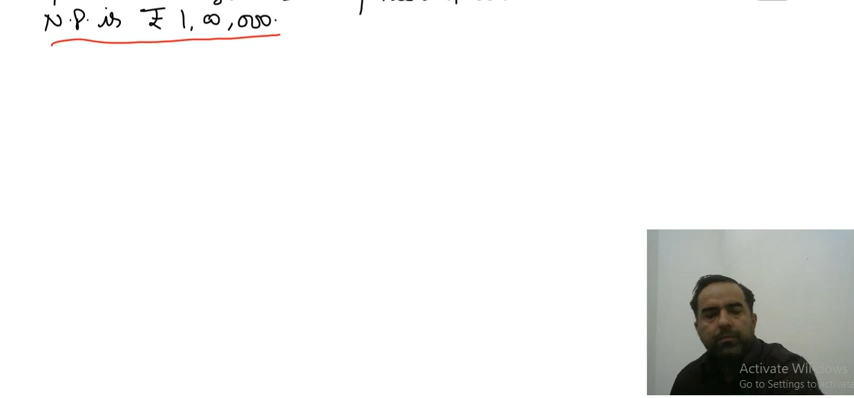 N.P. is ₹ 1,00,000.
Activate Windows
Go to Settings to activate